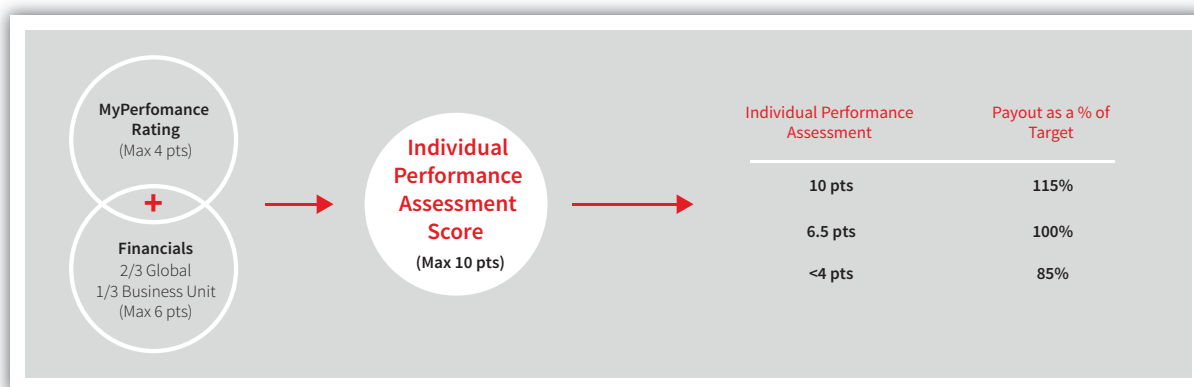 MyPerfomance
Rating
(Max 4 pts)
+
Financials
2/3 Global
1/3 Business Unit
(Max 6 pts)
Individual
Performance
Assessment
Score
(Max 10 pts)
Individual Performance
Assessment
Payout as a % of
Target
10 pts 115%
6.5 pts 100%
<4 pts 85%